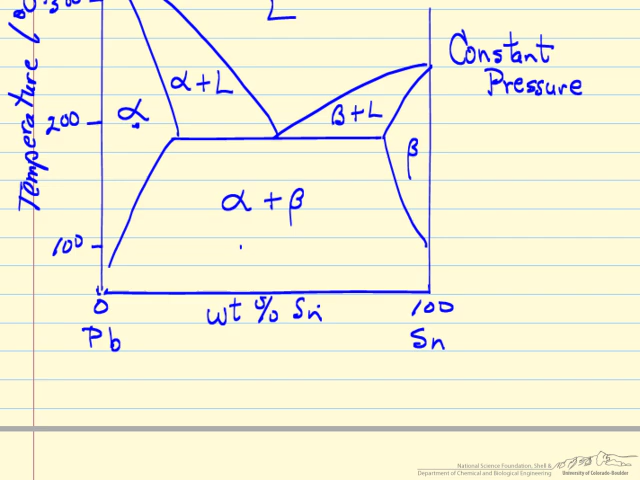 300
L
Constant
Pressure
Temperature (°C
α + L
200
α
β + L
β
α + β
100
0
wt % Sn
100
Pb
Sn
National Science Foundation, Shell &
Department of Chemical and Biological Engineering
University of Colorado-Boulder